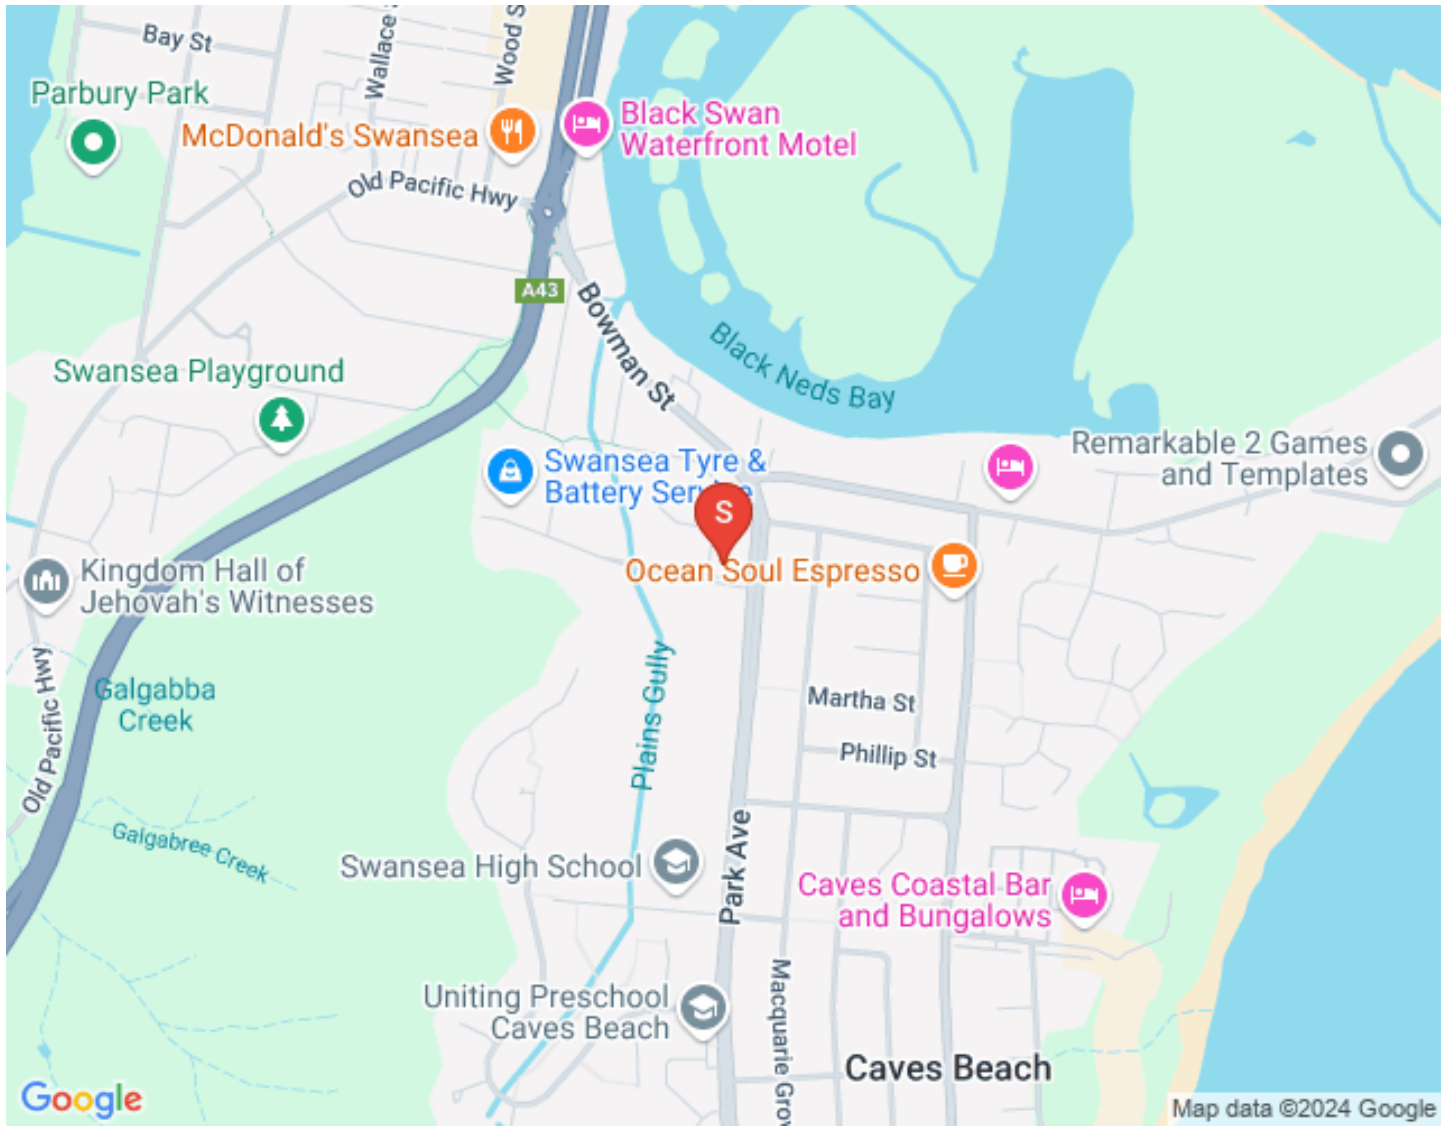 Bay St
Wallace
Wood S
Parbury Park
McDonald's Swansea
Black Swan
Waterfront Motel
Old Pacific Hwy
A43
Bowman St
Black Neds Bay
Swansea Playground
Swansea Tyre &
Battery Service
Remarkable 2 Games
and Templates
S
Kingdom Hall of
Jehovah's Witnesses
Ocean Soul Espresso
Old Pacific Hwy
Galgabba
Creek
Plains Gully
Martha St
Phillip St
Galgabree Creek
Swansea High School
Park Ave
Caves Coastal Bar
and Bungalows
Uniting Preschool
Caves Beach
Macquarie Grov
Caves Beach
Google
Map data ©2024 Google